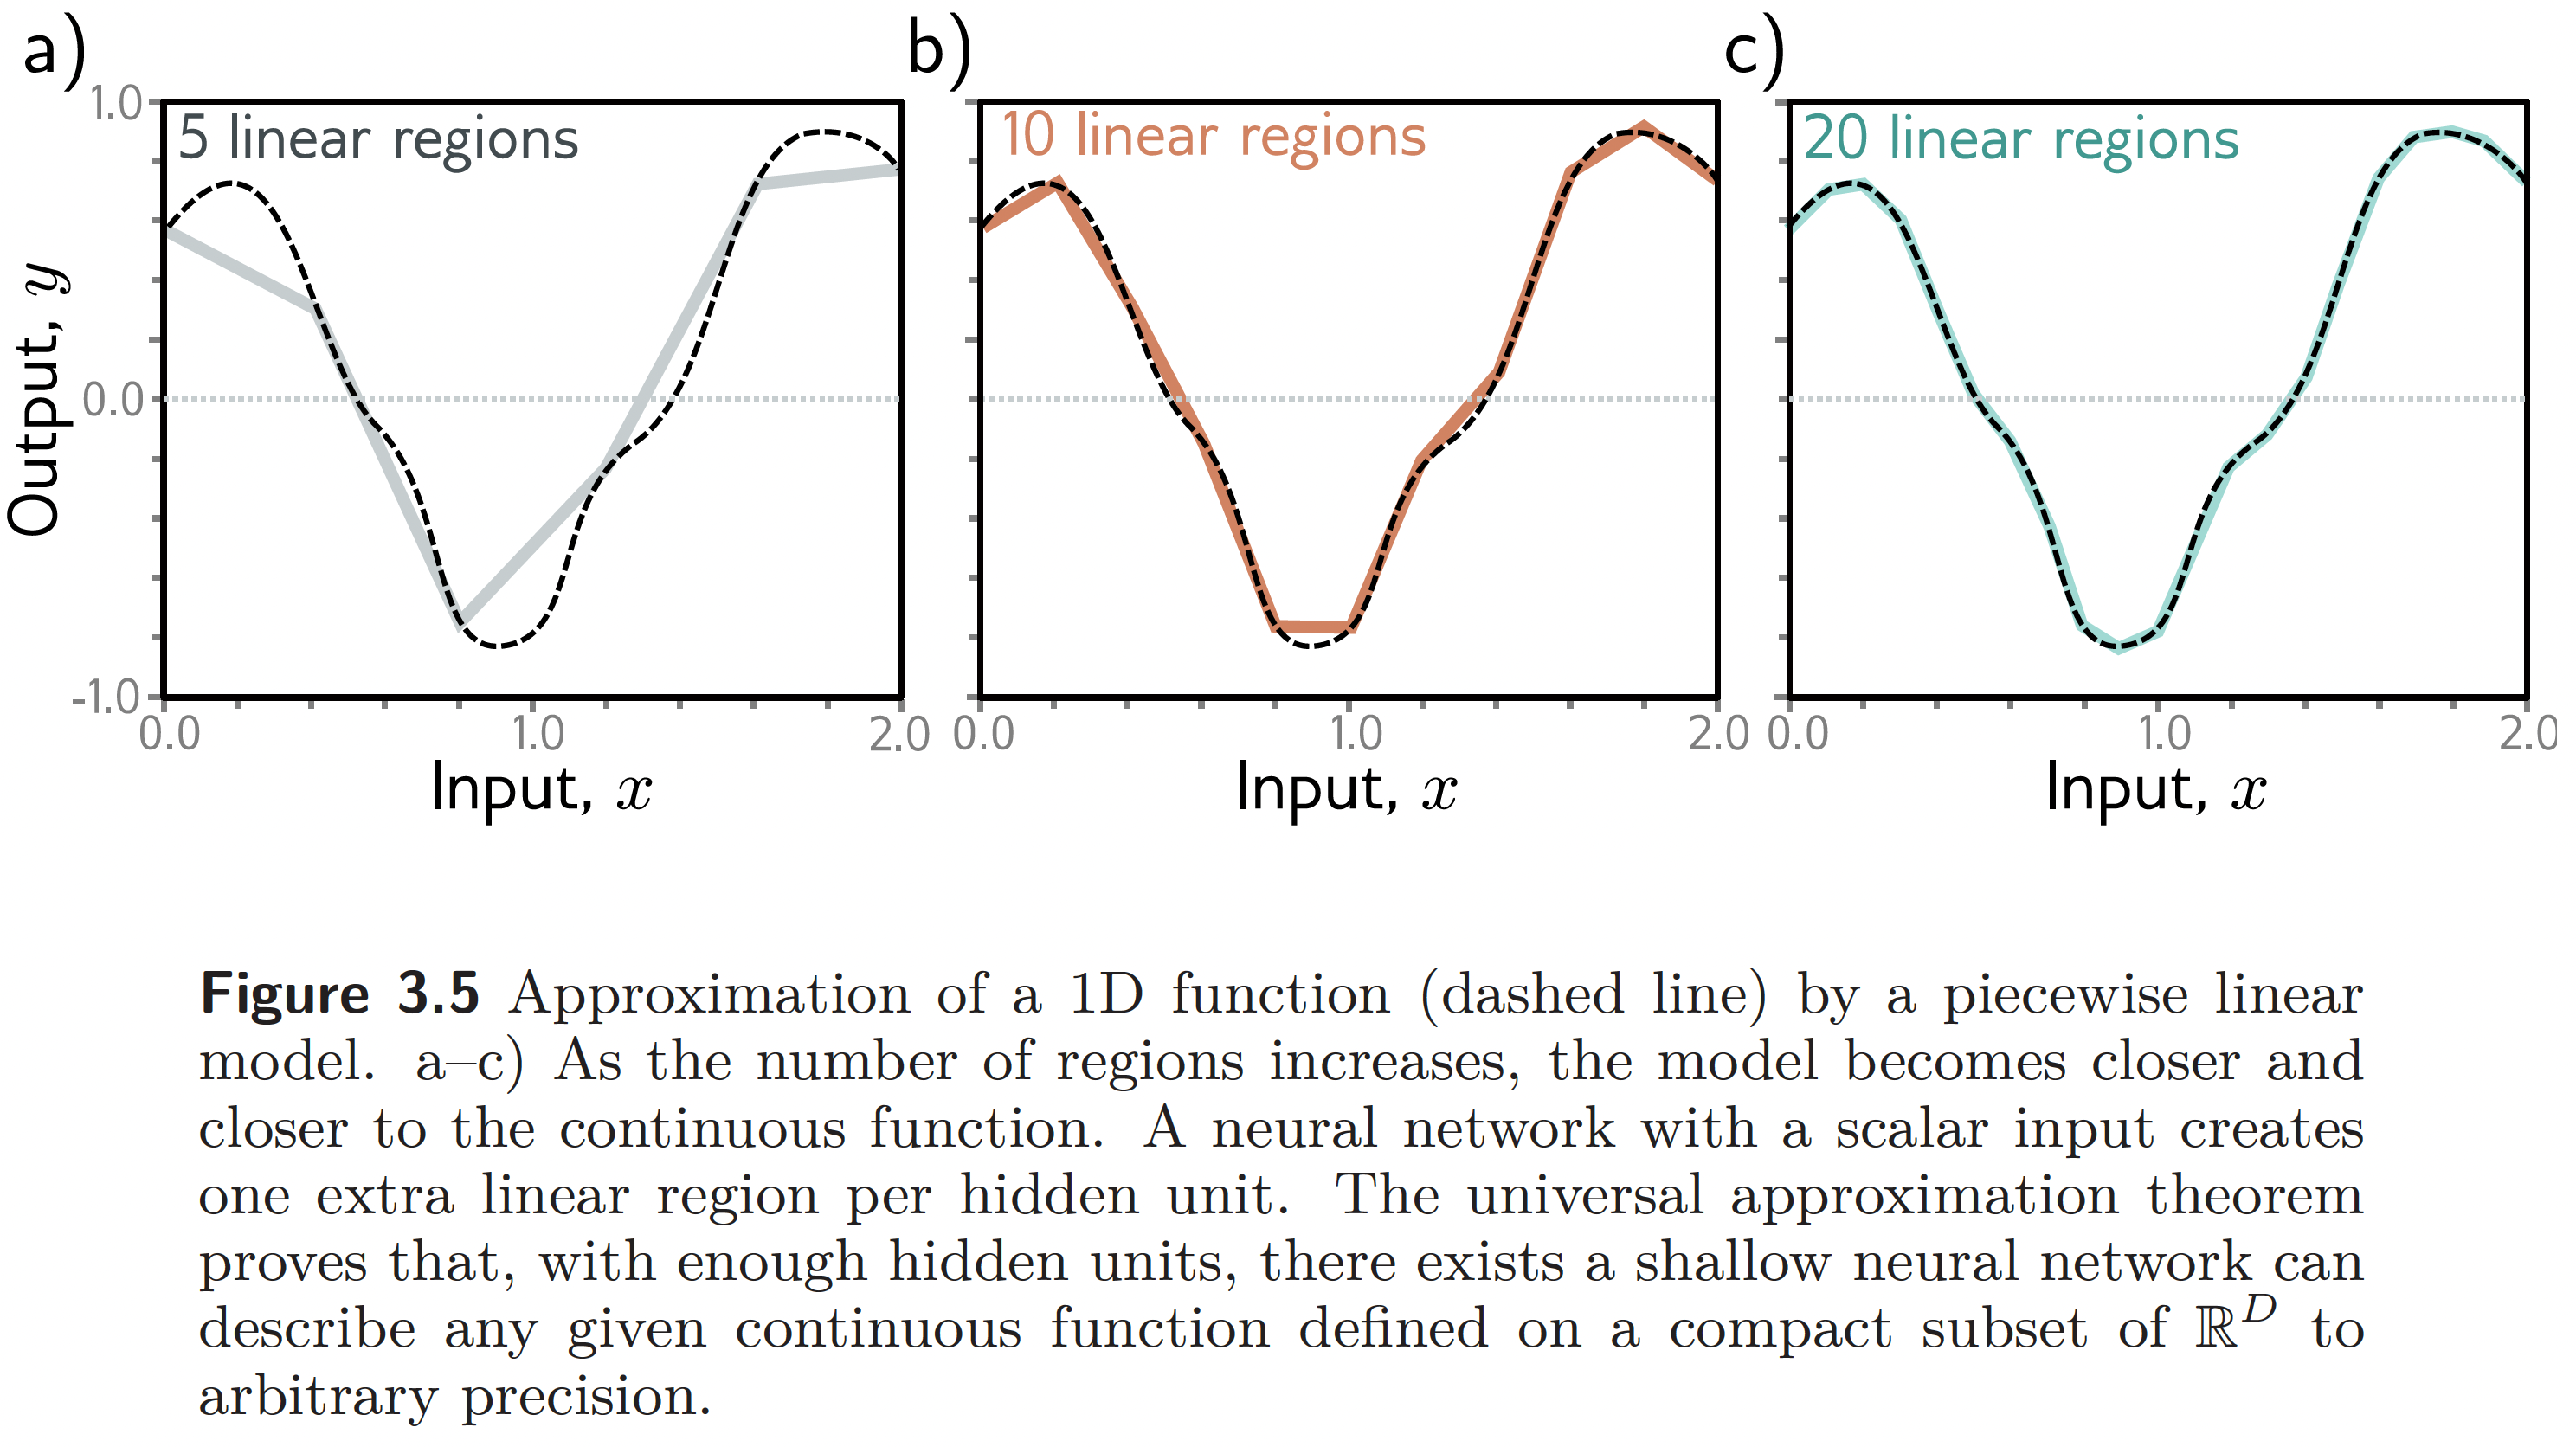 a)
b)
c)
5 linear regions
10 linear regions
20 linear regions
1.0
0.0
-1.0
Output, y
0.0
1.0
2.0
0.0
1.0
2.0
0.0
1.0
2.0
Input, x
Input, x
Input, x
Figure 3.5 Approximation of a 1D function (dashed line) by a piecewise linear
model. a–c) As the number of regions increases, the model becomes closer and
closer to the continuous function. A neural network with a scalar input creates
one extra linear region per hidden unit. The universal approximation theorem
proves that, with enough hidden units, there exists a shallow neural network can
describe any given continuous function defined on a compact subset of ℝᴰ to
arbitrary precision.